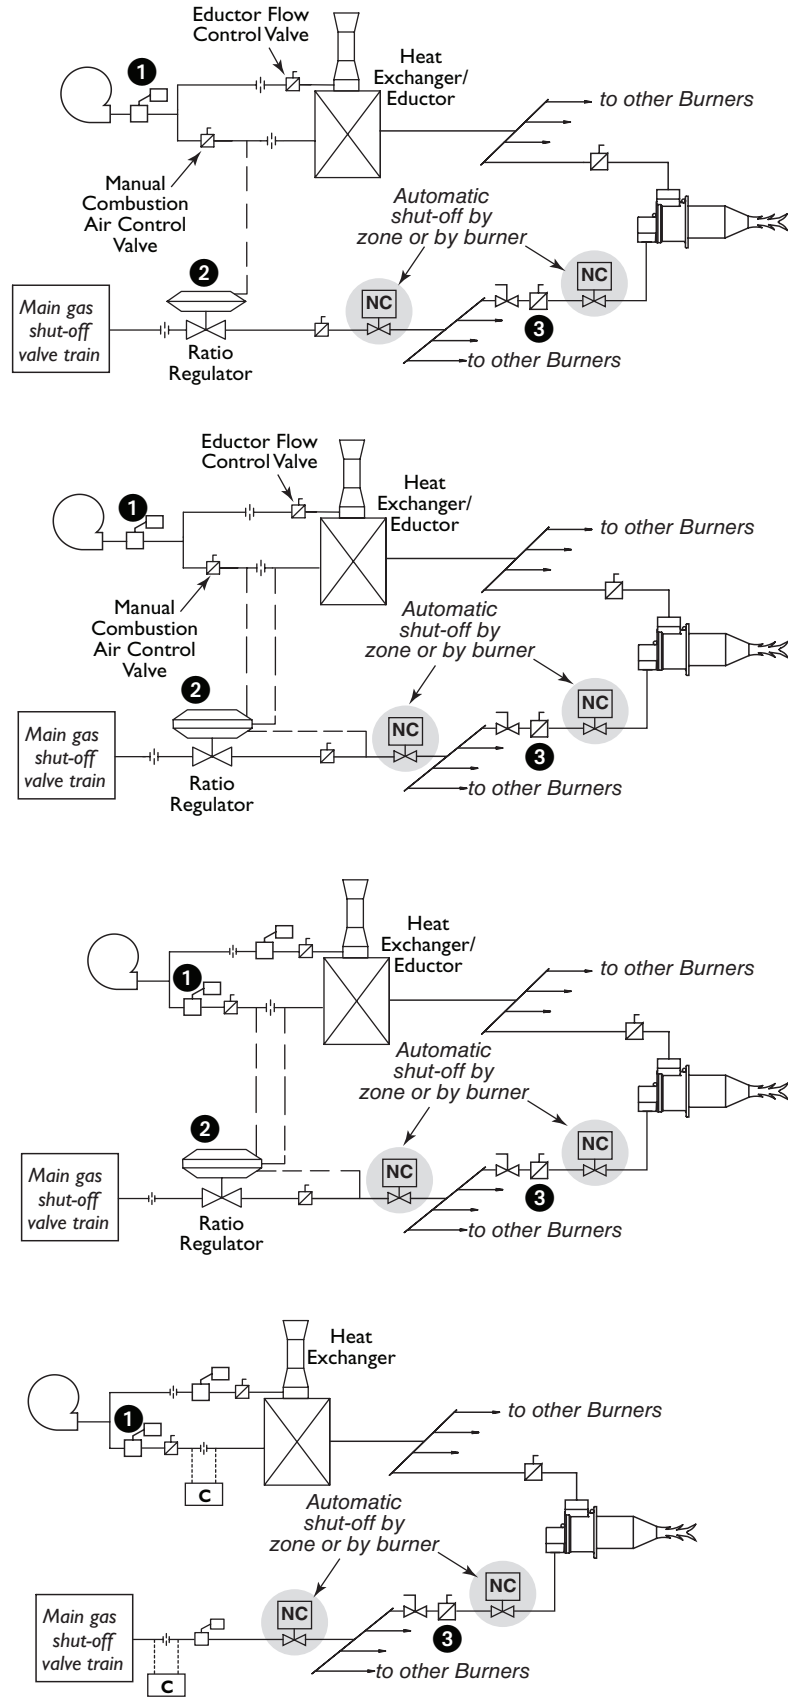 Eductor Flow
Control Valve
Heat
Exchanger/
Eductor
1
to other Burners
Manual
Combustion
Air Control
Valve
Automatic
shut-off by
zone or by burner
2
NC
NC
Main gas
shut-off
valve train
Ratio
Regulator
3
to other Burners
Eductor Flow
Control Valve
Heat
Exchanger/
Eductor
1
to other Burners
Manual
Combustion
Air Control
Valve
Automatic
shut-off by
zone or by burner
2
NC
NC
Main gas
shut-off
valve train
Ratio
Regulator
3
to other Burners
Heat
Exchanger/
Eductor
1
to other Burners
Automatic
shut-off by
zone or by burner
2
NC
NC
Main gas
shut-off
valve train
Ratio
Regulator
3
to other Burners
Heat
Exchanger
1
to other Burners
C
Automatic
shut-off by
zone or by burner
NC
NC
Main gas
shut-off
valve train
3
to other Burners
C